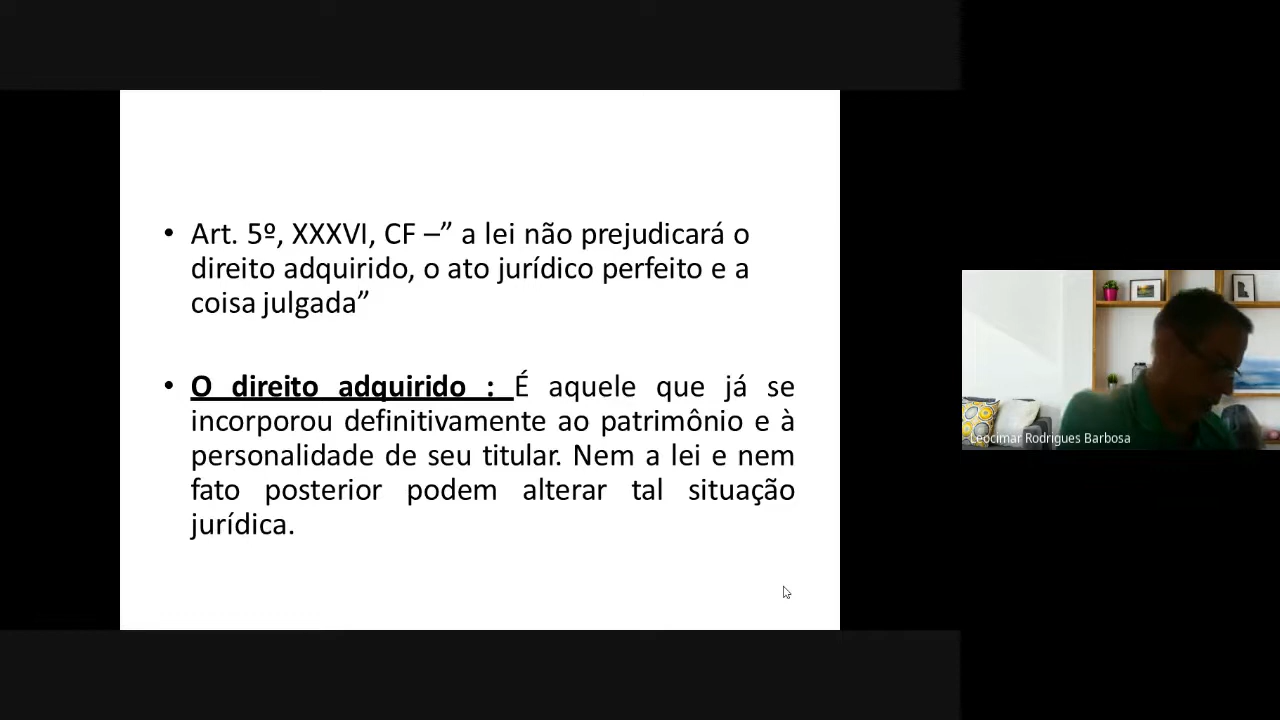 • Art. 5º, XXXVI, CF –” a lei não prejudicará o
direito adquirido, o ato jurídico perfeito e a
coisa julgada”
• O direito adquirido : É aquele que já se
incorporou definitivamente ao patrimônio e à
personalidade de seu titular. Nem a lei e nem
fato posterior podem alterar tal situação
jurídica.
Leocimar Rodrigues Barbosa